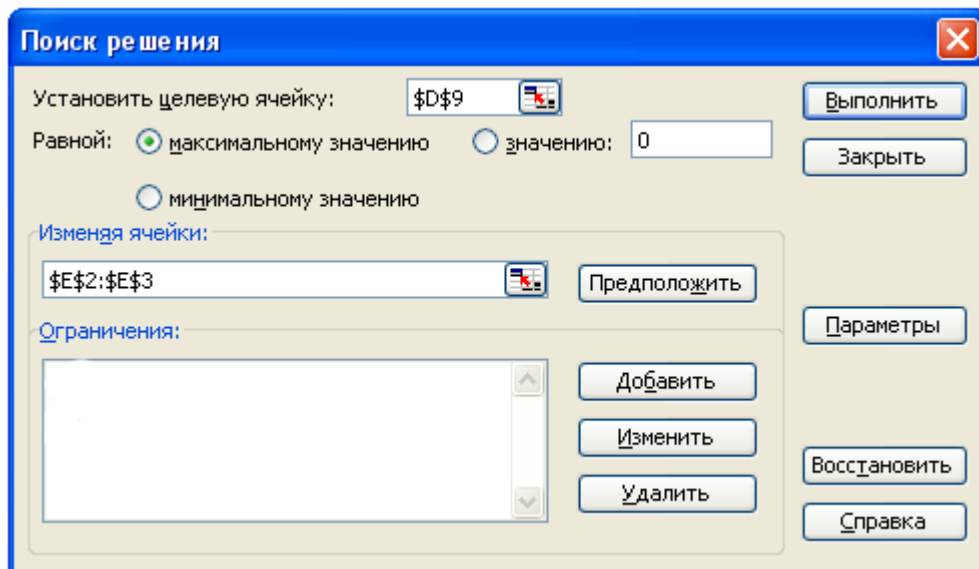 Поиск решения
Установить целевую ячейку: $D$9
Выполнить
Равной: максимальному значению значению: 0
Закрыть
минимальному значению
Изменяя ячейки:
$E$2:$E$3
Предположить
Ограничения:
Параметры
Добавить
Изменить
Восстановить
Удалить
Справка